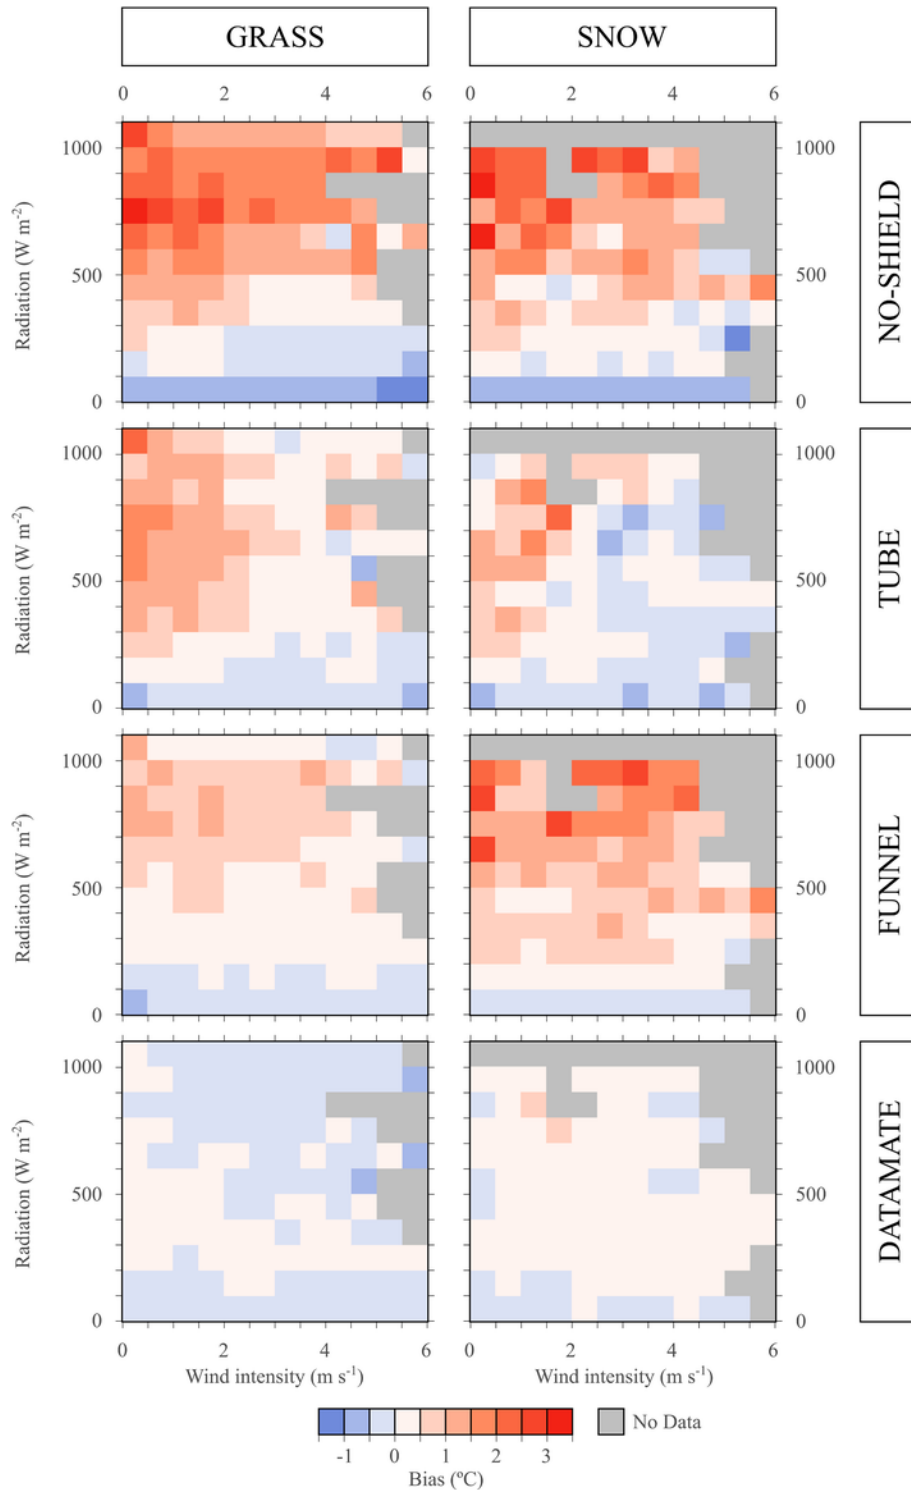 GRASS SNOW
0 2 4 6 0 2 4 6
1000 1000
500 500
0 0
Radiation (W m⁻²)
NO-SHIELD
1000 1000
500 500
0 0
Radiation (W m⁻²)
TUBE
1000 1000
500 500
0 0
Radiation (W m⁻²)
FUNNEL
1000 1000
500 500
0 0
Radiation (W m⁻²)
DATAMATE
0 2 4 6 0 2 4 6
Wind intensity (m s⁻¹) Wind intensity (m s⁻¹)
No Data
-1 0 1 2 3
Bias (ºC)